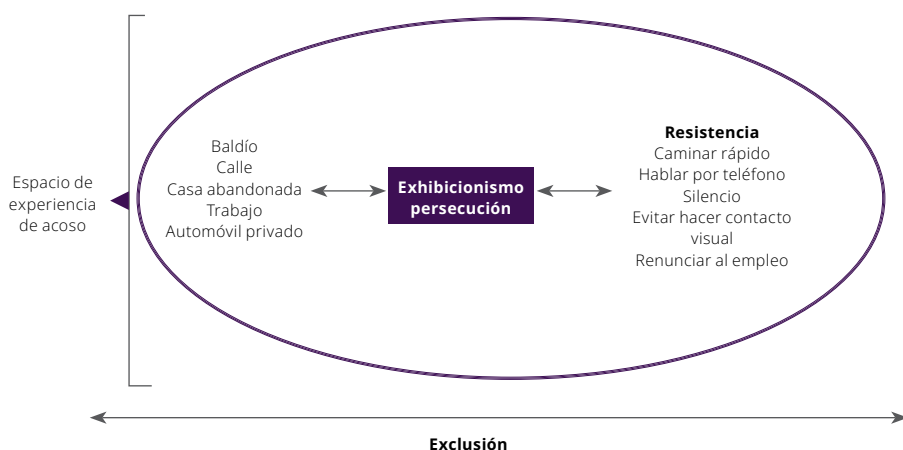 Espacio de
experiencia
de acoso
Baldío
Calle
Casa abandonada
Trabajo
Automóvil privado
Exhibicionismo
persecución
Resistencia
Caminar rápido
Hablar por teléfono
Silencio
Evitar hacer contacto
visual
Renunciar al empleo
Exclusión